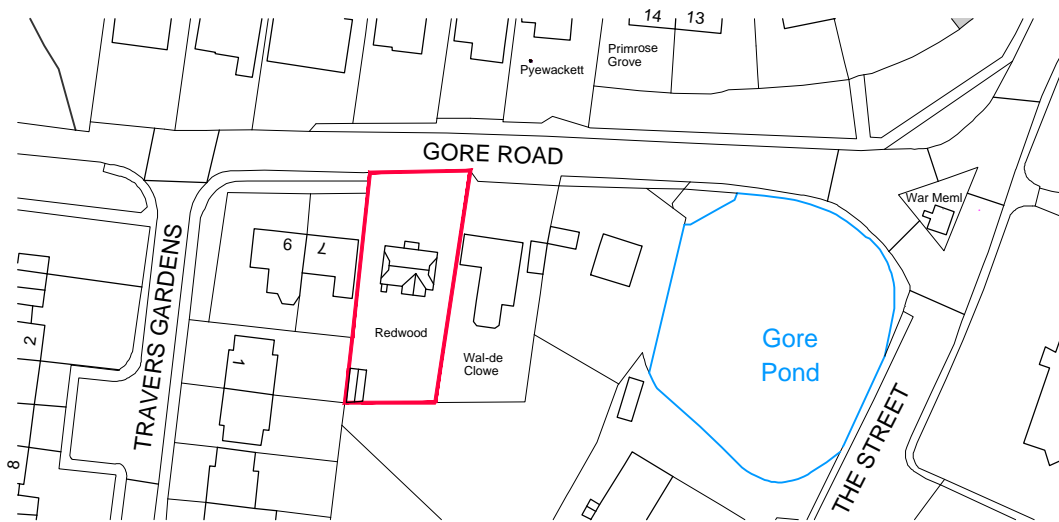 14 13
Primrose
Grove
Pyewackett
GORE ROAD
War Meml
TRAVERS GARDENS
9
7
Redwood
Wal-de
Clowe
Gore
Pond
THE STREET
2
1
8